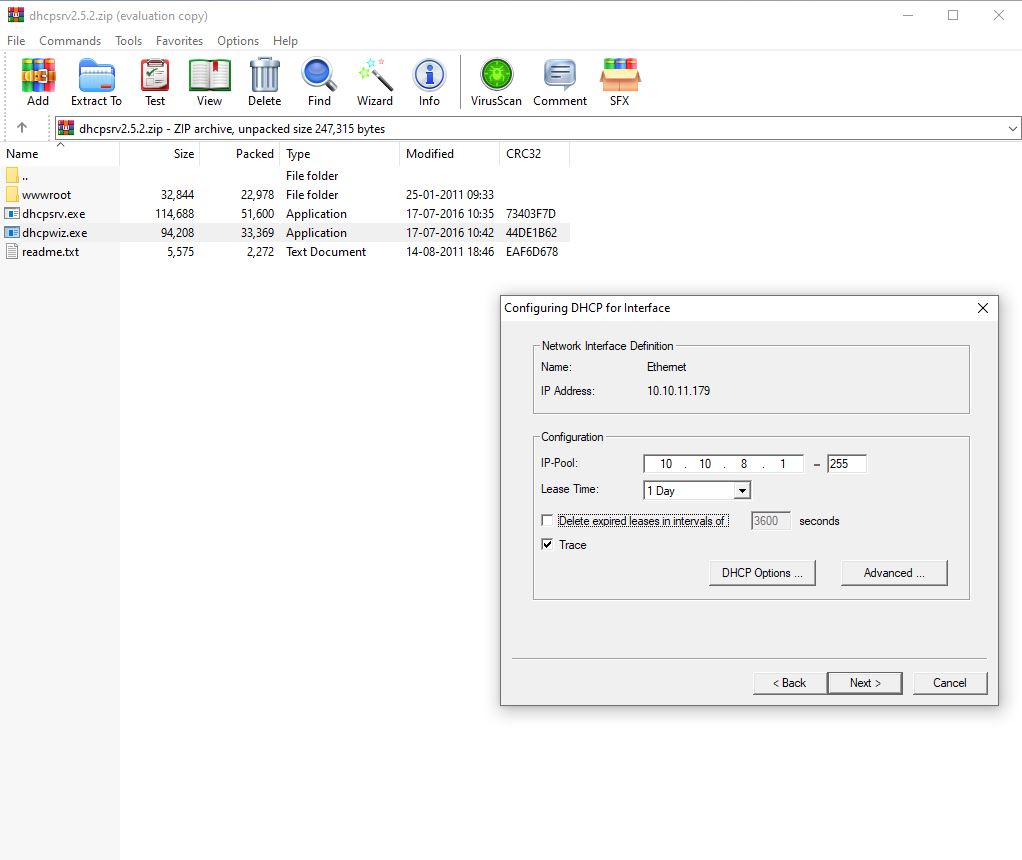 dhcpsrv2.5.2.zip (evaluation copy)
File Commands Tools Favorites Options Help
Add Extract To Test View Delete Find Wizard Info VirusScan Comment SFX
dhcpsrv2.5.2.zip - ZIP archive, unpacked size 247,315 bytes
Name Size Packed Type Modified CRC32
.. File folder
wwwroot 32,844 22,978 File folder 25-01-2011 09:33
dhcpsrv.exe 114,688 51,600 Application 17-07-2016 10:35 73403F7D
dhcpwiz.exe 94,208 33,369 Application 17-07-2016 10:42 44DE1B62
readme.txt 5,575 2,272 Text Document 14-08-2011 18:46 EAF6D678
Configuring DHCP for Interface
Network Interface Definition
Name: Ethernet
IP Address: 10.10.11.179
Configuration
IP-Pool: 10 . 10 . 8 . 1 – 255
Lease Time: 1 Day
Delete expired leases in intervals of 3600 seconds
Trace
DHCP Options ... Advanced ...
< Back Next > Cancel